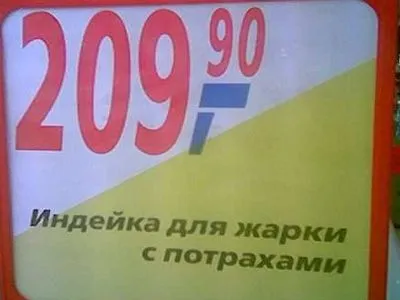 209 90
Индейка для жарки
с потрахами